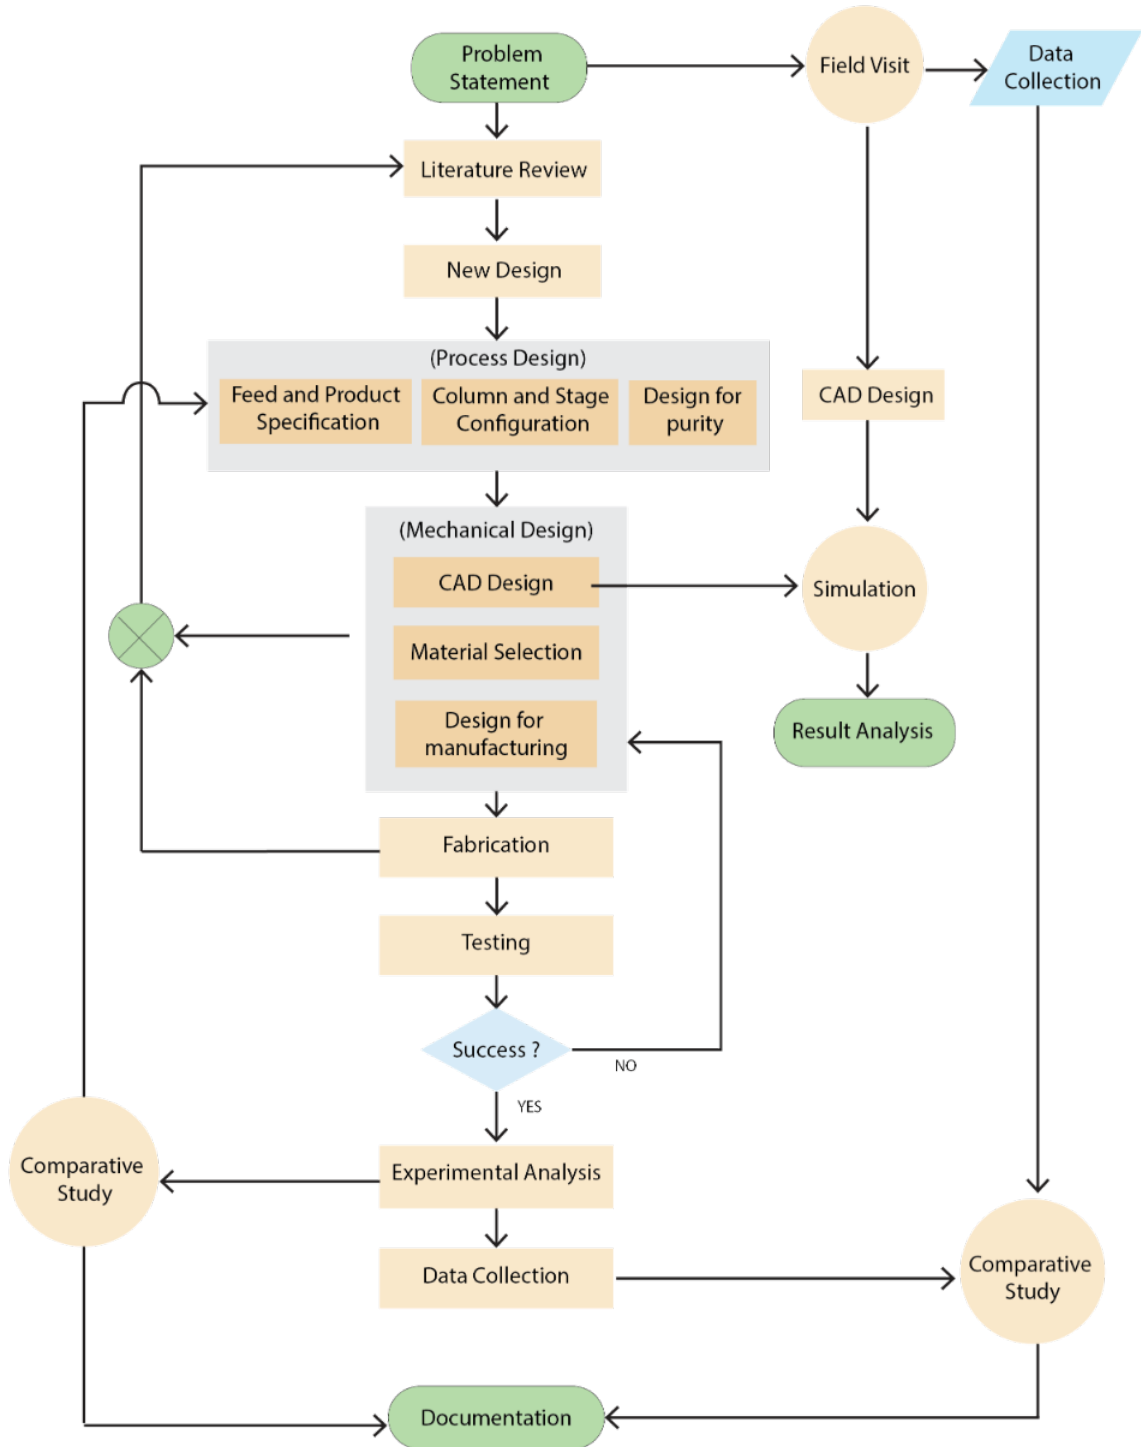 Problem
Statement
Field Visit
Data
Collection
Literature Review
New Design
(Process Design)
Feed and Product
Specification
Column and Stage
Configuration
Design for
purity
CAD Design
(Mechanical Design)
CAD Design
Simulation
Material Selection
Design for
manufacturing
Result Analysis
Fabrication
Testing
Success ?
NO
YES
Experimental Analysis
Comparative
Study
Data Collection
Comparative
Study
Documentation